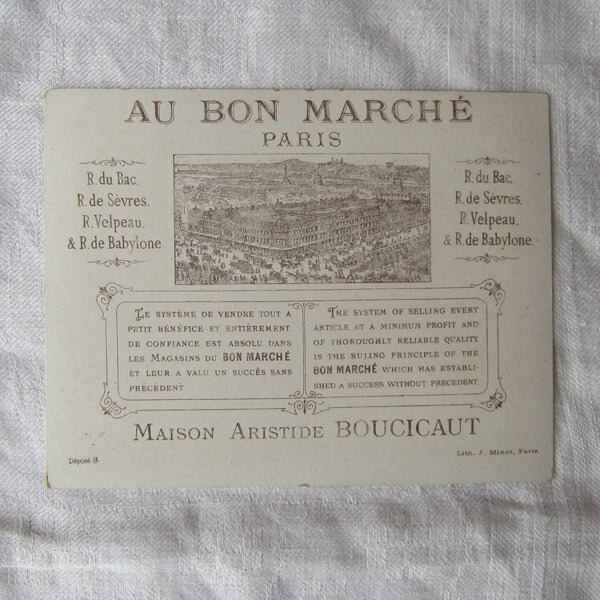 AU BON MARCHÉ
PARIS
R. du Bac,
R. de Sèvres,
R. Velpeau,
& R. de Babylone
R. du Bac,
R. de Sèvres,
R. Velpeau,
& R. de Babylone.
LE SYSTÈME DE VENDRE TOUT A
PETIT BÉNÉFICE ET ENTIÈREMENT
DE CONFIANCE EST ABSOLU DANS
LES MAGASINS DU BON MARCHÉ
ET LEUR A VALU UN SUCCÈS SANS
PRÉCÉDENT
THE SYSTEM OF SELLING EVERY
ARTICLE AT A MINIMUM PROFIT AND
OF THOROUGHLY RELIABLE QUALITY.
IS THE RULING PRINCIPLE OF THE
BON MARCHÉ WHICH HAS ESTABLI-
SHED A SUCCESS WITHOUT PRECEDENT.
MAISON ARISTIDE BOUCICAUT
Déposé
Lith. J. Minot, Paris